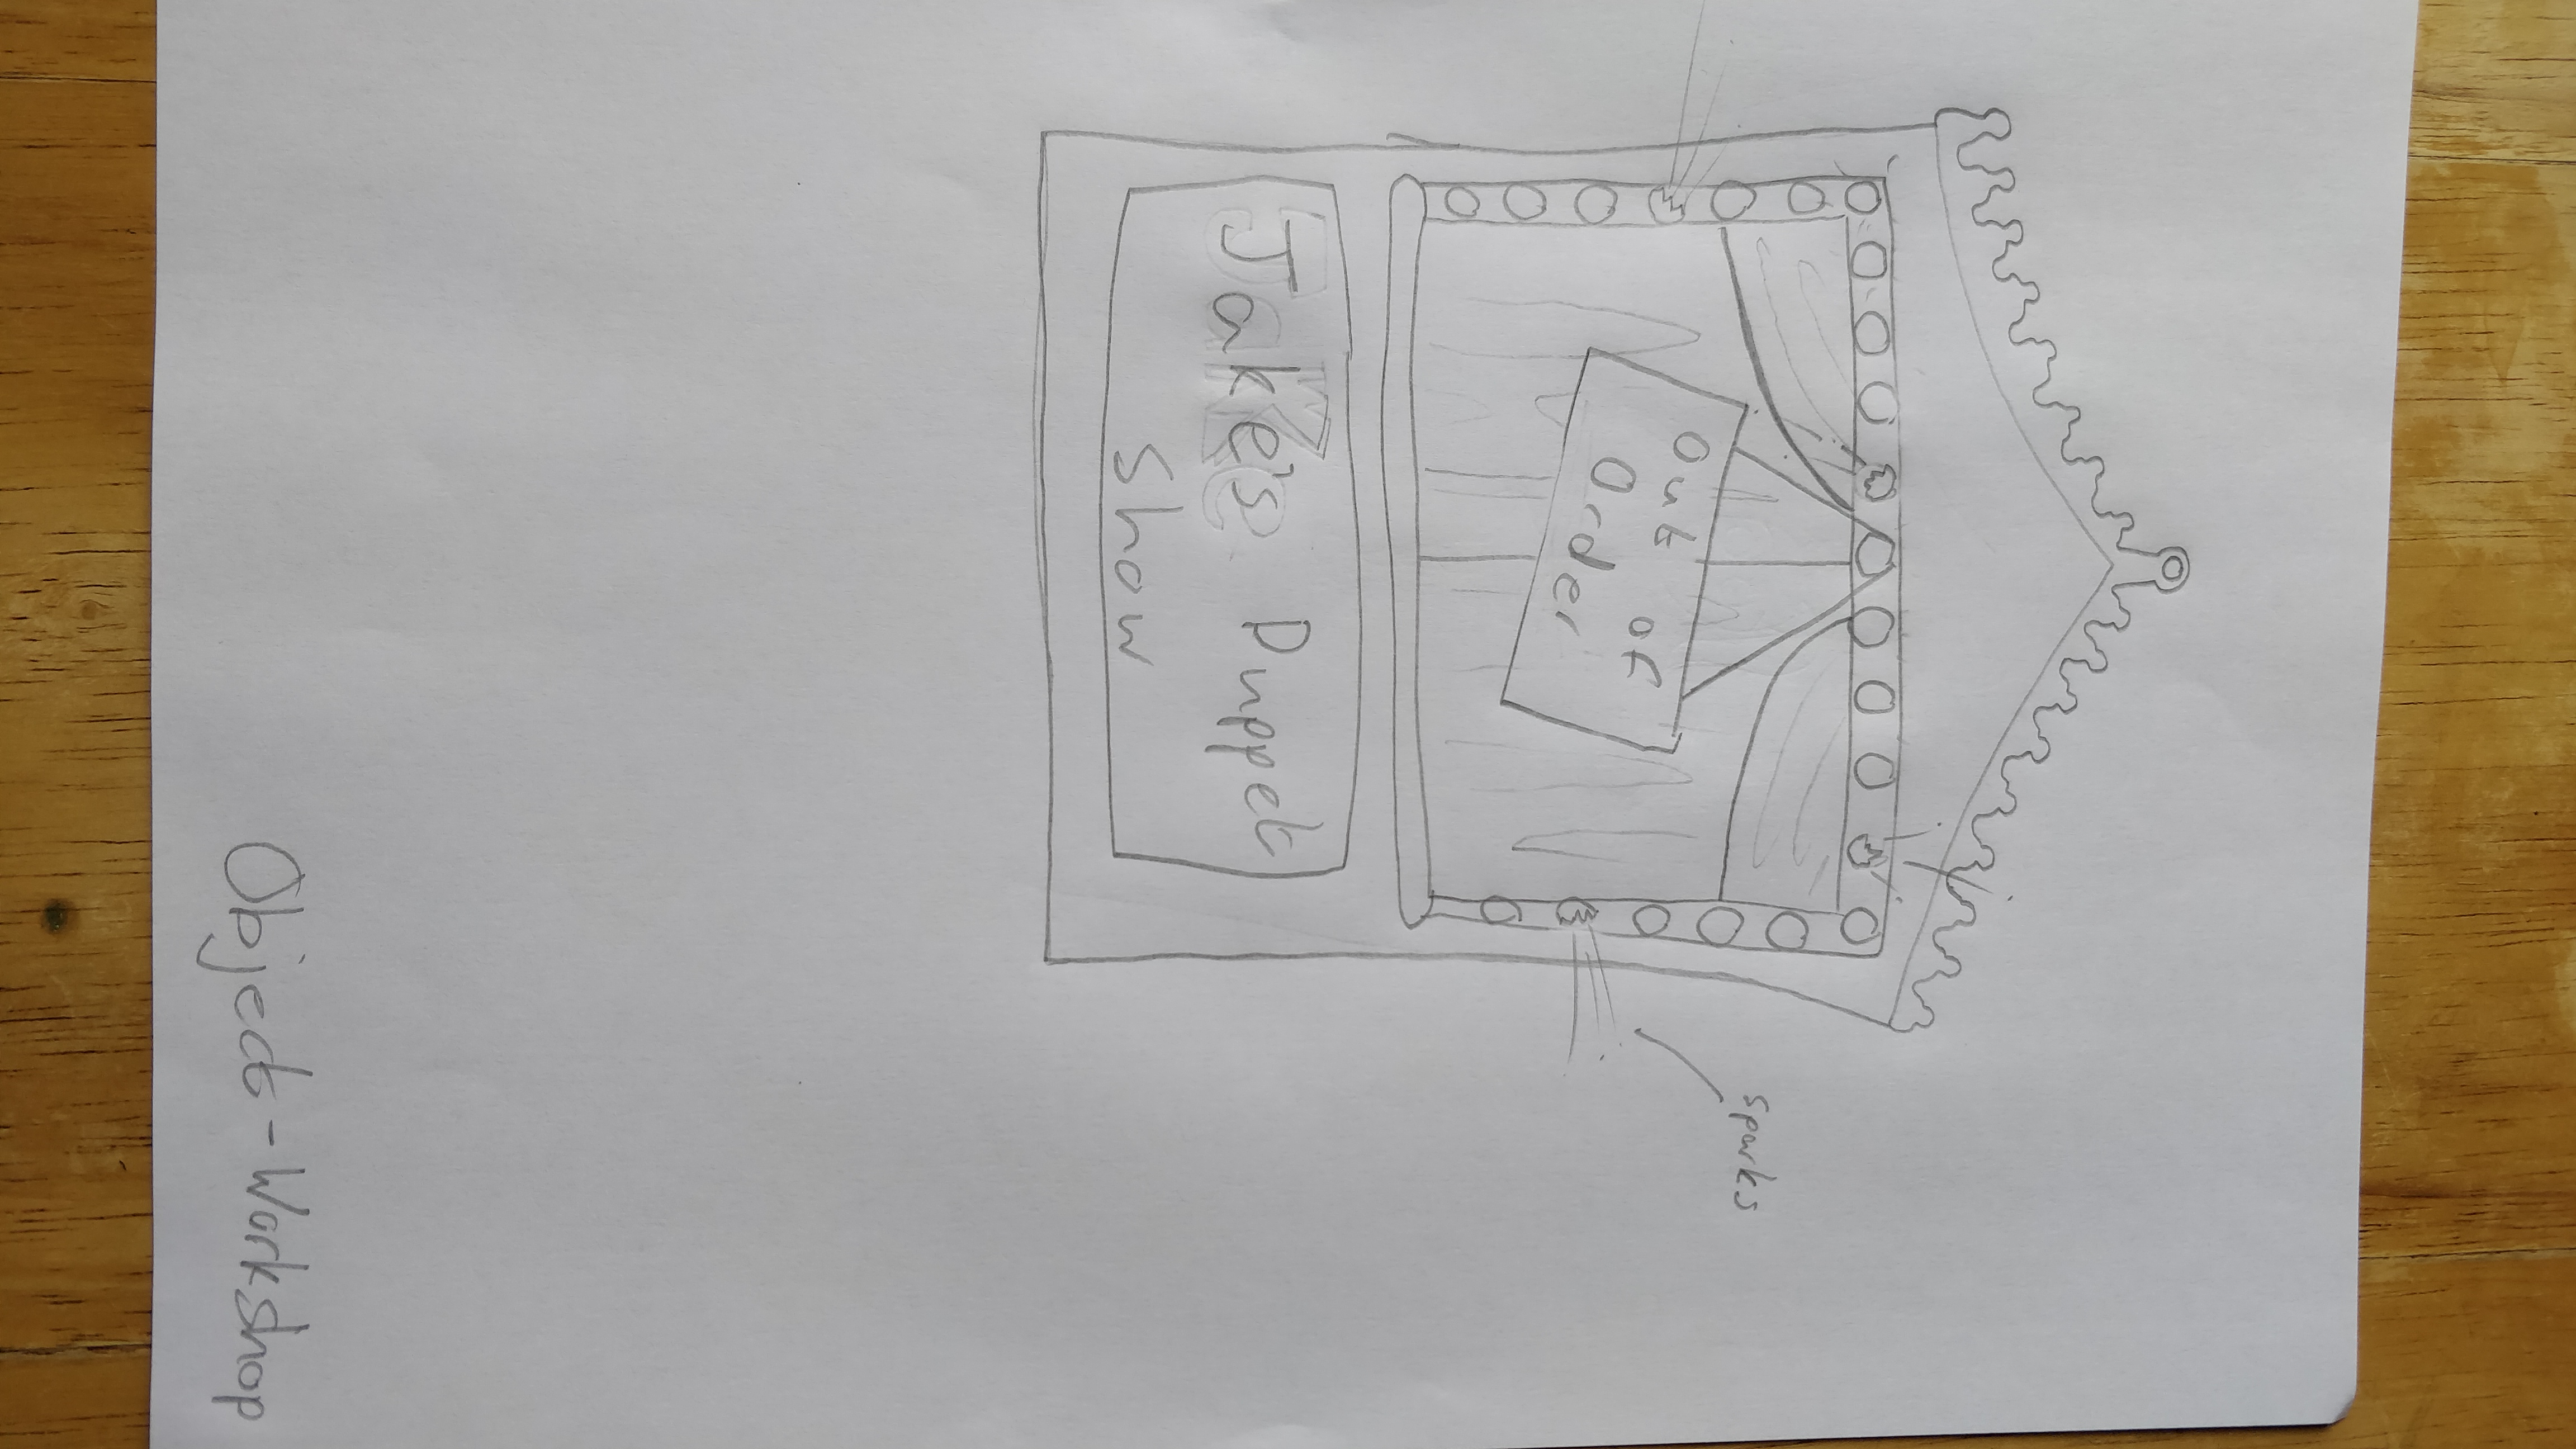 Out of
Order
Jake's Puppet
Show
sparks
Object - Workshop